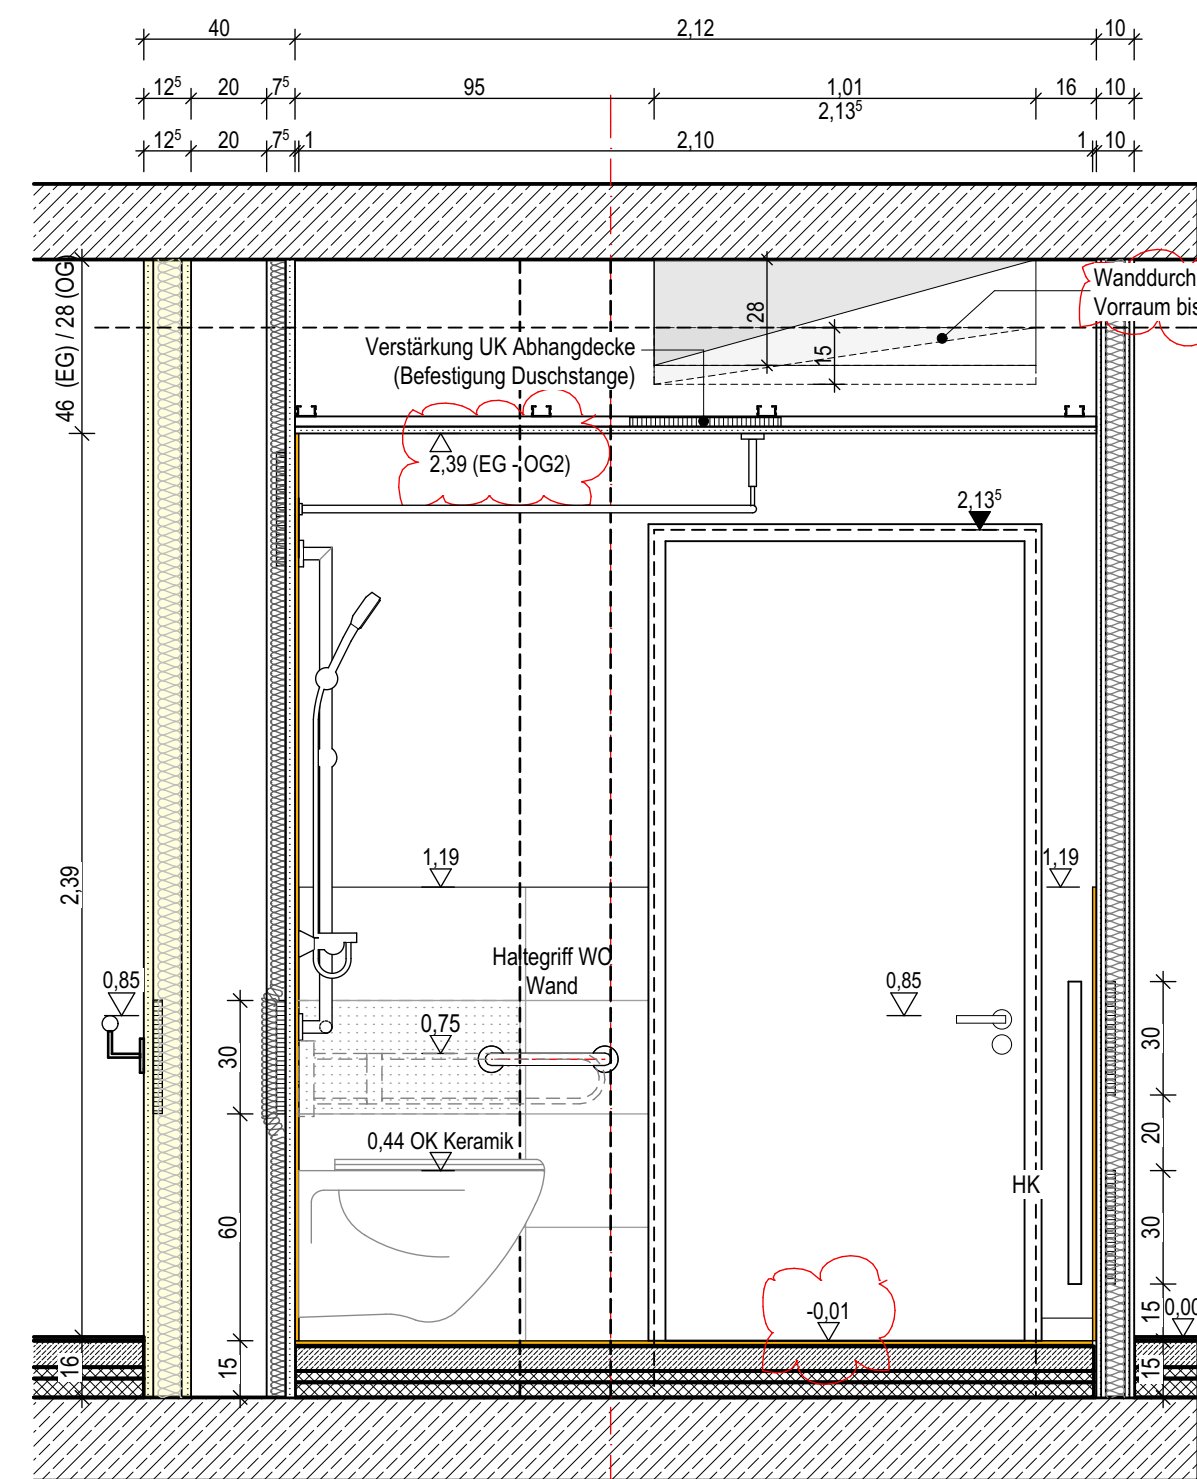 40 2,12 10
12⁵ 20 7⁵ 95 1,01 16 10
2,13⁵
12⁵ 20 7⁵ 1 2,10 1 10
46 (EG) / 28 (OG)
28
15
Wanddurch
Vorraum bis
Verstärkung UK Abhangdecke
(Befestigung Duschstange)
2,39 (EG - OG2)
2,13⁵
2,39
1,19 1,19
Haltegriff WC
Wand
0,85 0,85
0,75
30 30
0,44 OK Keramik
20
HK
60 30
-0,01
15 0,00
16 15 15